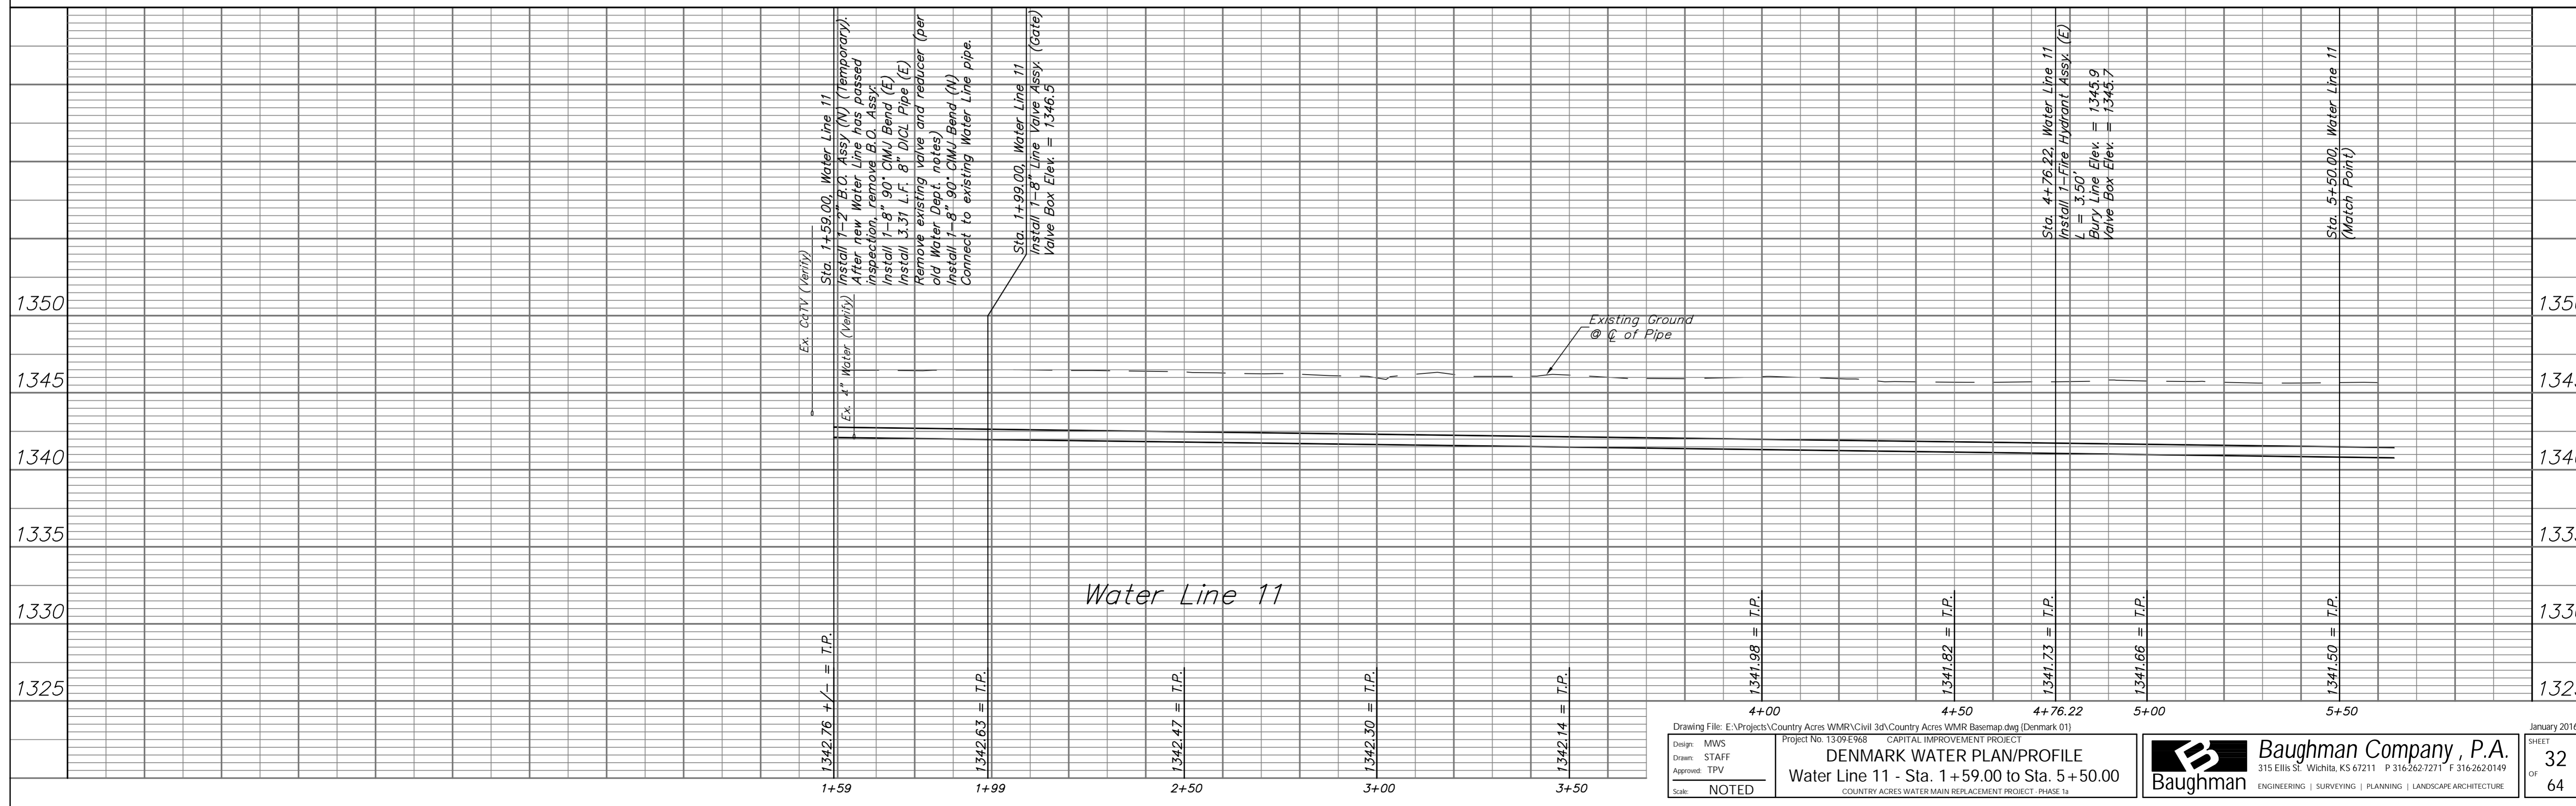 1350
1345
1340
1335
1330
1325
Ex. CaTV (Verify)
Sta. 1+59.00, Water Line 11
Install 1-2" B.O. Assy (N) (Temporary).
After new Water Line has passed
inspection, remove B.O. Assy.
Install 1-8" 90° CIMJ Bend (E)
Install 3.31 L.F. 8" DICL Pipe (E)
Remove existing valve and reducer (per
old Water Dept. notes)
Install 1-8" 90° CIMJ Bend (N)
Connect to existing Water Line pipe.
Ex. 4" Water (Verify)
Sta. 1+99.00, Water Line 11
Install 1-8" Line Valve Assy. (Gate)
Valve Box Elev. = 1346.5
Existing Ground
@ ℄ of Pipe
Sta. 4+76.22, Water Line 11
Install 1-Fire Hydrant Assy. (E)
L = 3.50'
Bury Line Elev. = 1345.9
Valve Box Elev. = 1345.7
Sta. 5+50.00, Water Line 11
(Match Point)
Water Line 11
1342.76 +/- = T.P.
1342.63 = T.P.
1342.47 = T.P.
1342.30 = T.P.
1342.14 = T.P.
1341.98 = T.P.
1341.82 = T.P.
1341.73 = T.P.
1341.66 = T.P.
1341.50 = T.P.
1+59
1+99
2+50
3+00
3+50
4+00
4+50
4+76.22
5+00
5+50
Drawing File: E:\Projects\Country Acres WMR\Civil 3d\Country Acres WMR Basemap.dwg (Denmark 01)
January 2016
Design: MWS
Drawn: STAFF
Approved: TPV
Scale: NOTED
Project No. 13-09-E968 CAPITAL IMPROVEMENT PROJECT
DENMARK WATER PLAN/PROFILE
Water Line 11 - Sta. 1+59.00 to Sta. 5+50.00
COUNTRY ACRES WATER MAIN REPLACEMENT PROJECT - PHASE 1a
Baughman
Baughman Company, P.A.
315 Ellis St. Wichita, KS 67211 P 316-262-7271 F 316-262-0149
ENGINEERING | SURVEYING | PLANNING | LANDSCAPE ARCHITECTURE
SHEET
32
OF
64